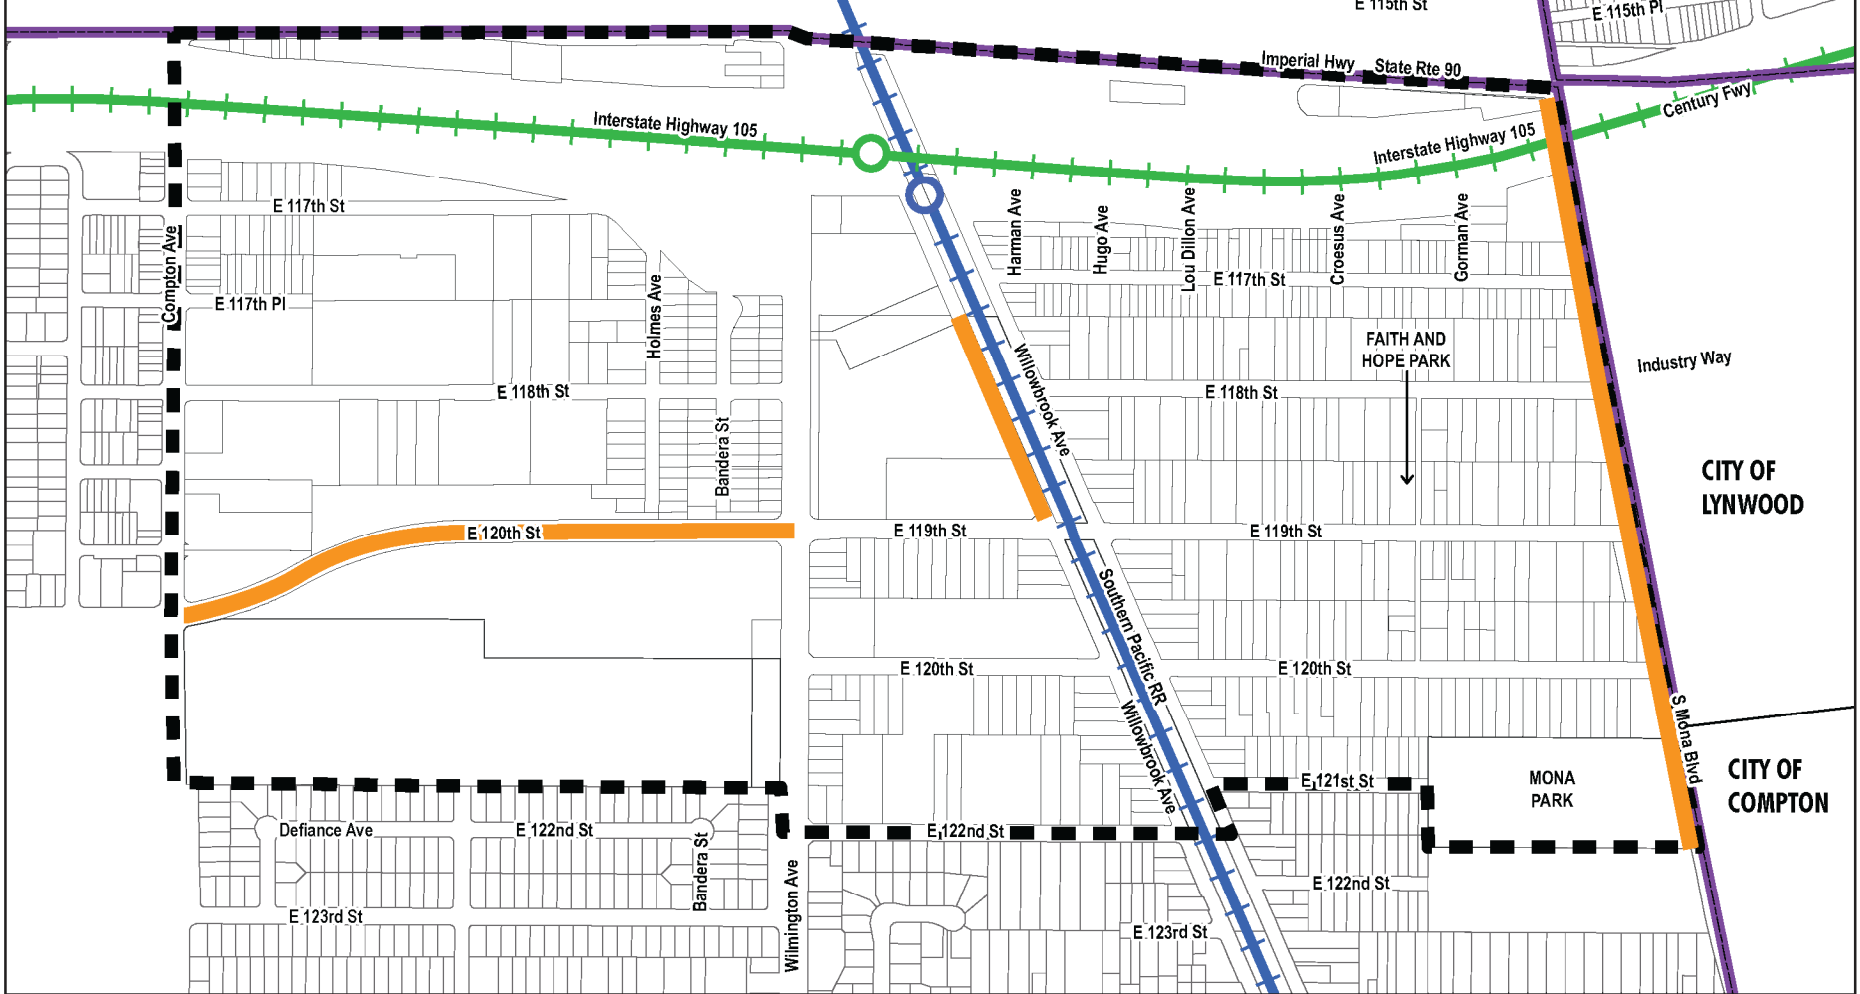 E 115th St
E 115th Pl
Imperial Hwy
State Rte 90
Century Fwy
Interstate Highway 105
Interstate Highway 105
E 117th St
Compton Ave
Harman Ave
Hugo Ave
Lou Dillon Ave
Croesus Ave
Gorman Ave
E 117th St
E 117th Pl
Holmes Ave
Willowbrook Ave
FAITH AND
HOPE PARK
Industry Way
E 118th St
E 118th St
Bandera St
CITY OF
LYNWOOD
E 120th St
E 119th St
E 119th St
Southern Pacific RR
E 120th St
E 120th St
Willowbrook Ave
S Mona Blvd
E 121st St
MONA
PARK
CITY OF
COMPTON
Defiance Ave
E 122nd St
E 122nd St
Bandera St
Wilmington Ave
E 122nd St
E 123rd St
E 123rd St